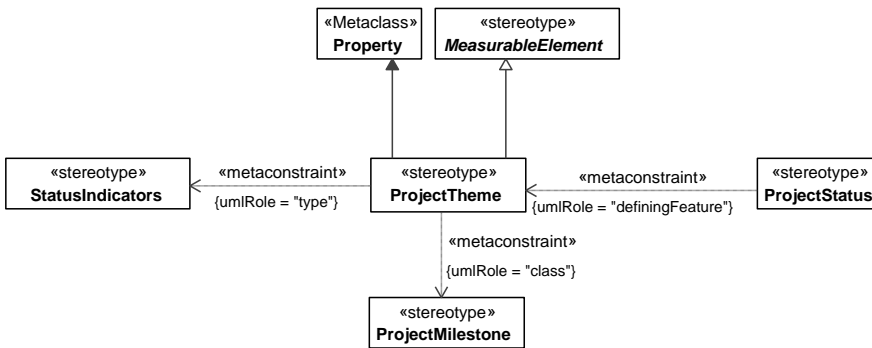 «Metaclass»
Property
«stereotype»
MeasurableElement
«stereotype»
StatusIndicators
«metaconstraint»
{umlRole = "type"}
«stereotype»
ProjectTheme
«metaconstraint»
{umlRole = "definingFeature"}
«stereotype»
ProjectStatus
«metaconstraint»
{umlRole = "class"}
«stereotype»
ProjectMilestone